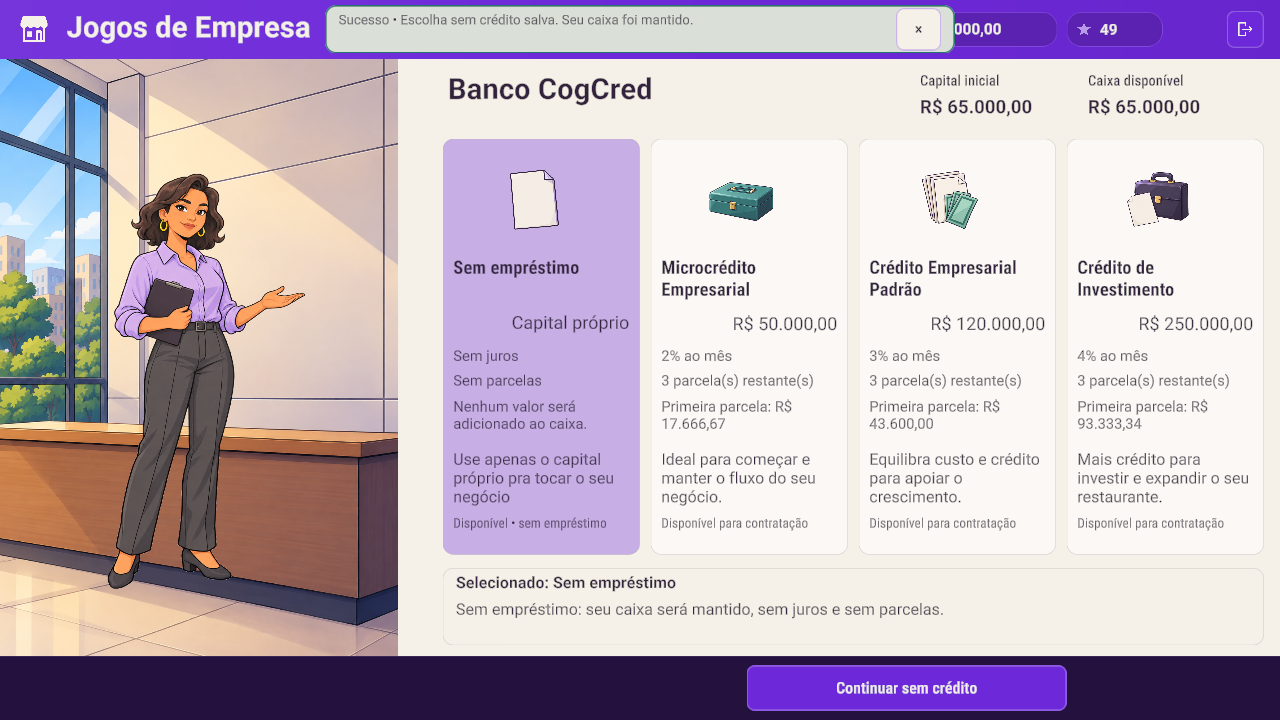 Jogos de Empresa
Sucesso • Escolha sem crédito salva. Seu caixa foi mantido.
×
000,00
49
Banco CogCred
Capital inicial
R$ 65.000,00
Caixa disponível
R$ 65.000,00
Sem empréstimo
Capital próprio
Sem juros
Sem parcelas
Nenhum valor será
adicionado ao caixa.
Use apenas o capital
próprio pra tocar o seu
negócio
Disponível • sem empréstimo
Microcrédito
Empresarial
R$ 50.000,00
2% ao mês
3 parcela(s) restante(s)
Primeira parcela: R$
17.666,67
Ideal para começar e
manter o fluxo do seu
negócio.
Disponível para contratação
Crédito Empresarial
Padrão
R$ 120.000,00
3% ao mês
3 parcela(s) restante(s)
Primeira parcela: R$
43.600,00
Equilibra custo e crédito
para apoiar o
crescimento.
Disponível para contratação
Crédito de
Investimento
R$ 250.000,00
4% ao mês
3 parcela(s) restante(s)
Primeira parcela: R$
93.333,34
Mais crédito para
investir e expandir o seu
restaurante.
Disponível para contratação
Selecionado: Sem empréstimo
Sem empréstimo: seu caixa será mantido, sem juros e sem parcelas.
Continuar sem crédito